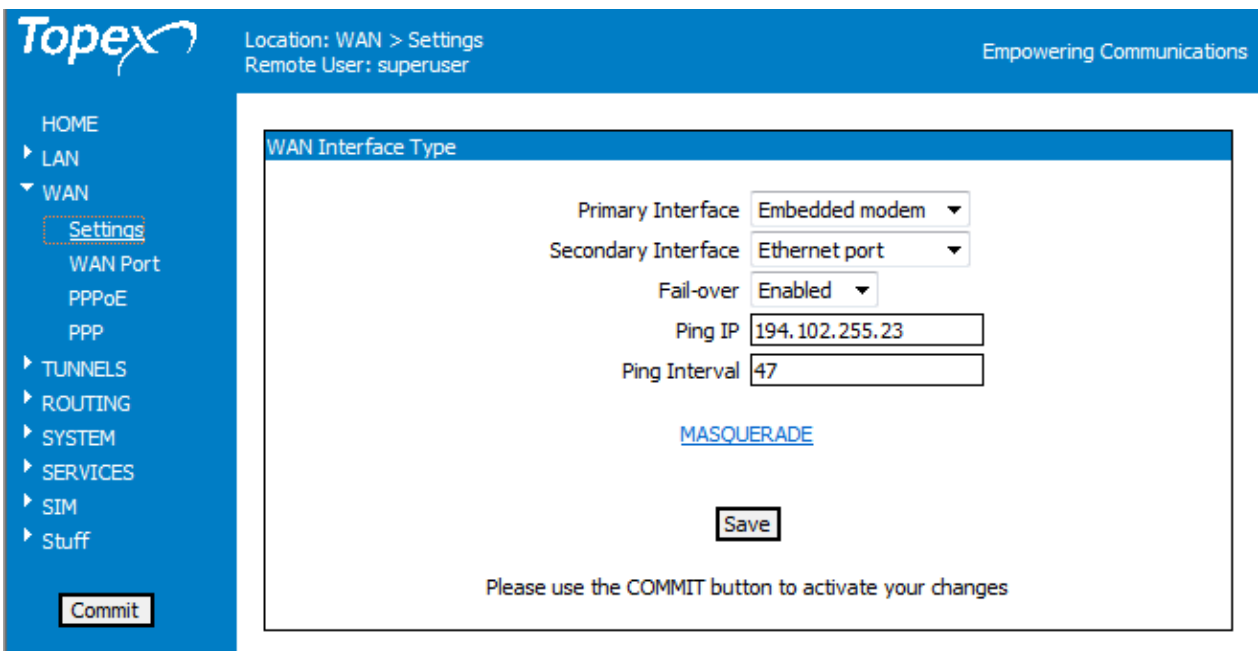 Topex
Location: WAN > Settings
Remote User: superuser
Empowering Communications
HOME
LAN
WAN
Settings
WAN Port
PPPoE
PPP
TUNNELS
ROUTING
SYSTEM
SERVICES
SIM
Stuff
Commit
WAN Interface Type
Primary Interface Embedded modem
Secondary Interface Ethernet port
Fail-over Enabled
Ping IP 194.102.255.23
Ping Interval 47
MASQUERADE
Save
Please use the COMMIT button to activate your changes